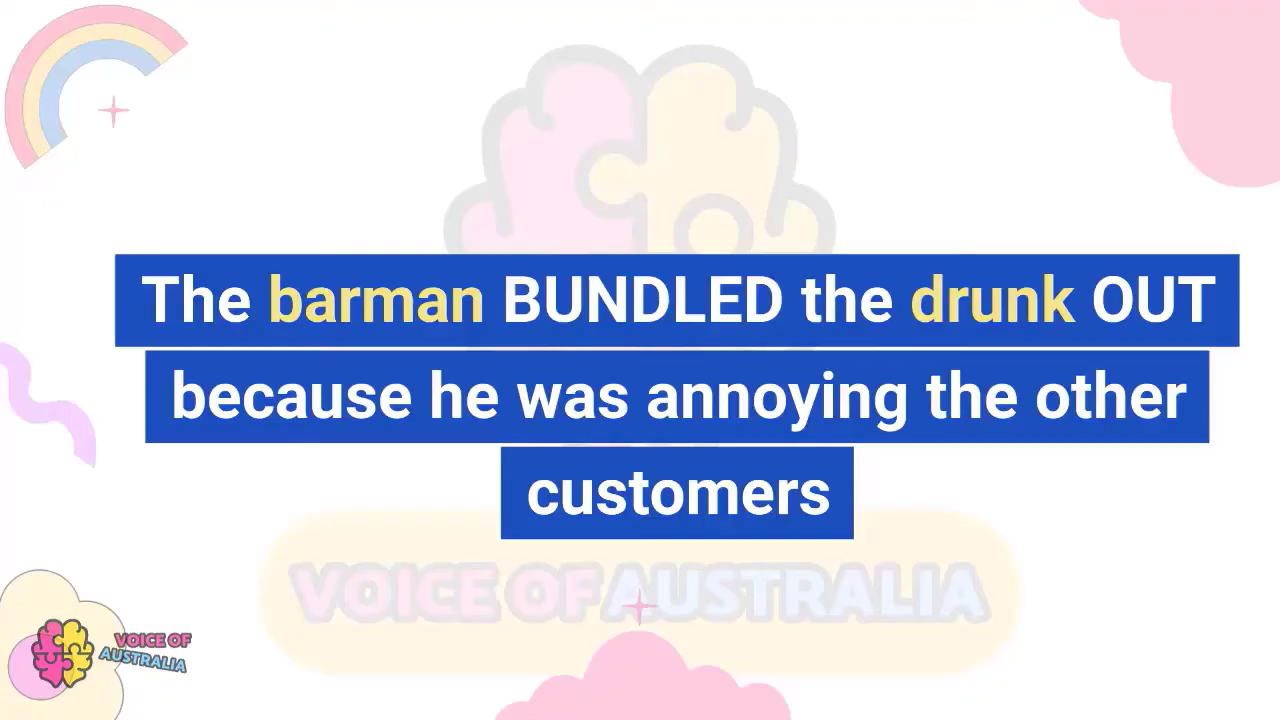 The barman BUNDLED the drunk OUT
because he was annoying the other
customers
VOICE OF AUSTRALIA
VOICE OF
AUSTRALIA